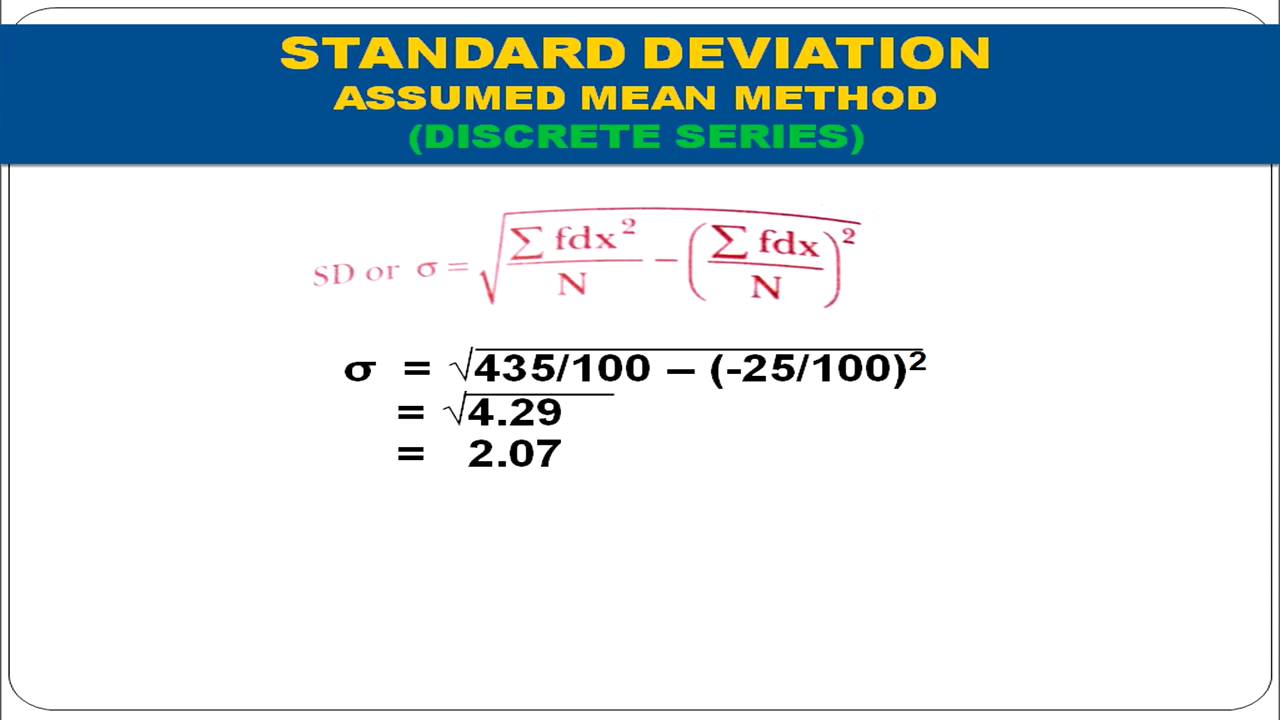 STANDARD DEVIATION
ASSUMED MEAN METHOD
(DISCRETE SERIES)
SD or σ = √(∑ fdx²/N − (∑ fdx/N)²)
σ = √435/100 – (-25/100)²
= √4.29
= 2.07